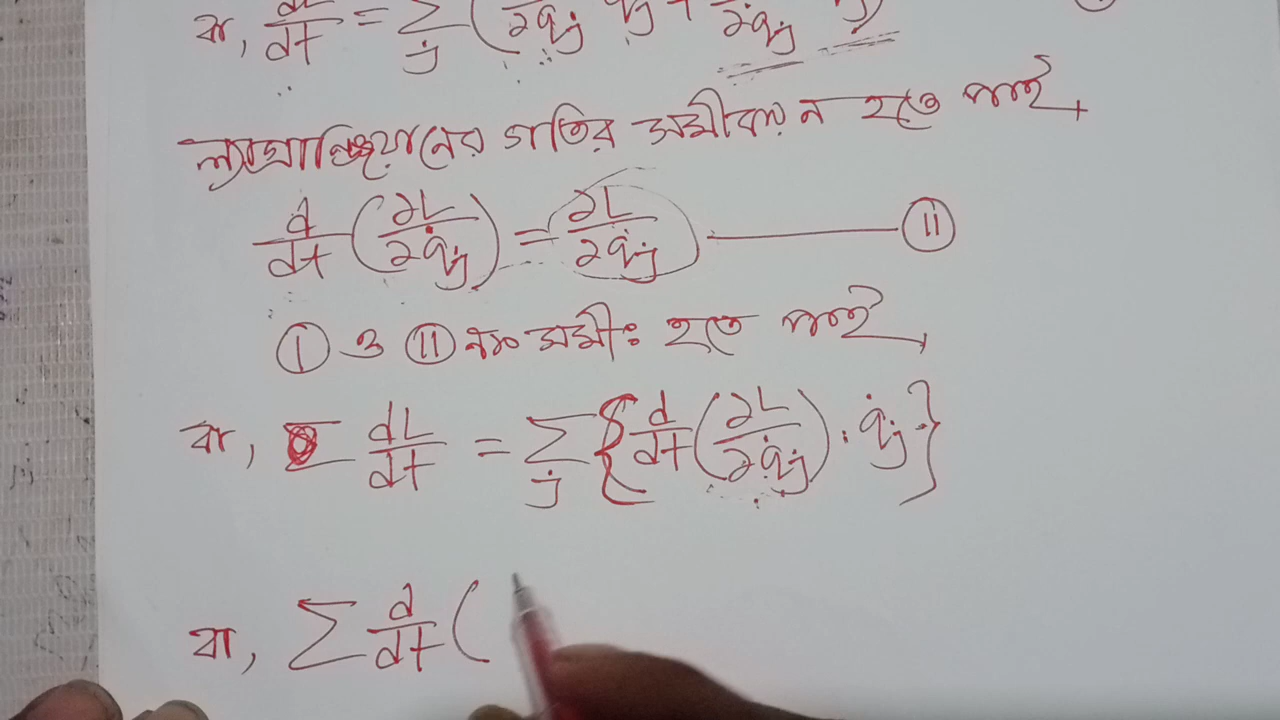 বা, dL/dt = Σ_j ( ∂q_j q̇_j + ∂q̇_j )
ল্যাগ্রাঞ্জিয়ানের গতির সমীকরণ হতে পাই,
d/dt (∂L/∂q̇_j) = ∂L/∂q_j ——— (ii)
(i) ও (ii) নং সমীঃ হতে পাই,
বা, dL/dt = Σ_j { d/dt (∂L/∂q̇_j) . q̇_j }
বা, Σ d/dt (